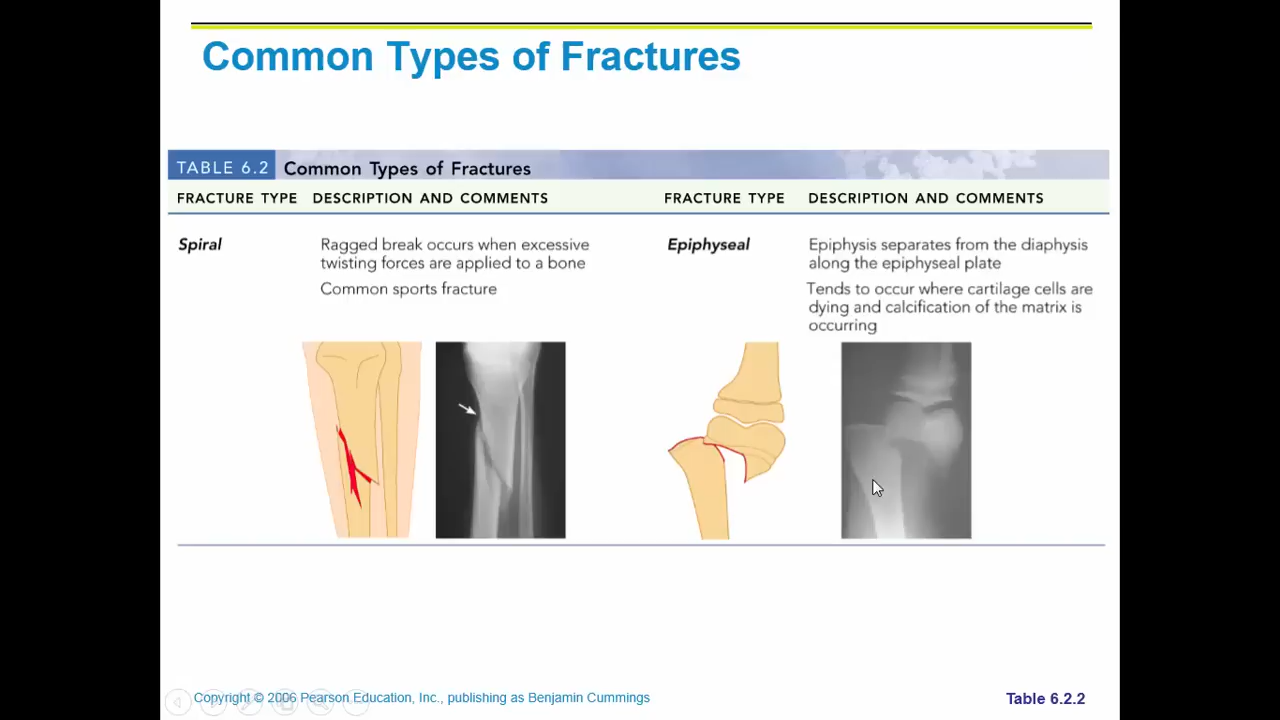 Common Types of Fractures
TABLE 6.2 Common Types of Fractures
FRACTURE TYPE DESCRIPTION AND COMMENTS FRACTURE TYPE DESCRIPTION AND COMMENTS
Spiral
Ragged break occurs when excessive
twisting forces are applied to a bone
Common sports fracture
Epiphyseal
Epiphysis separates from the diaphysis
along the epiphyseal plate
Tends to occur where cartilage cells are
dying and calcification of the matrix is
occurring
Copyright © 2006 Pearson Education, Inc., publishing as Benjamin Cummings
Table 6.2.2